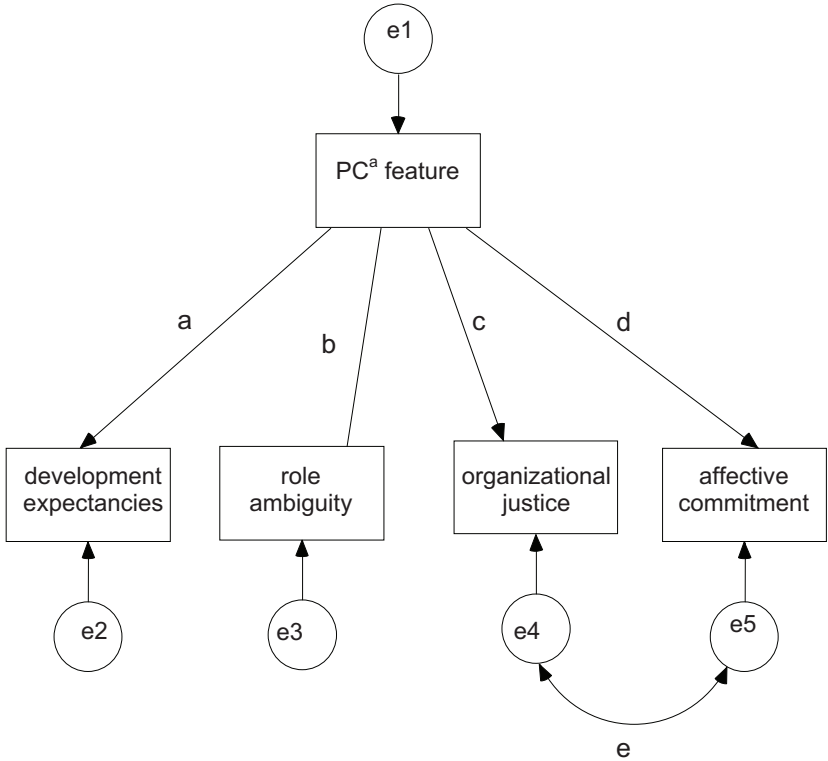 e1
PCᵃ feature
a
b
c
d
development
expectancies
role
ambiguity
organizational
justice
affective
commitment
e2
e3
e4
e5
e